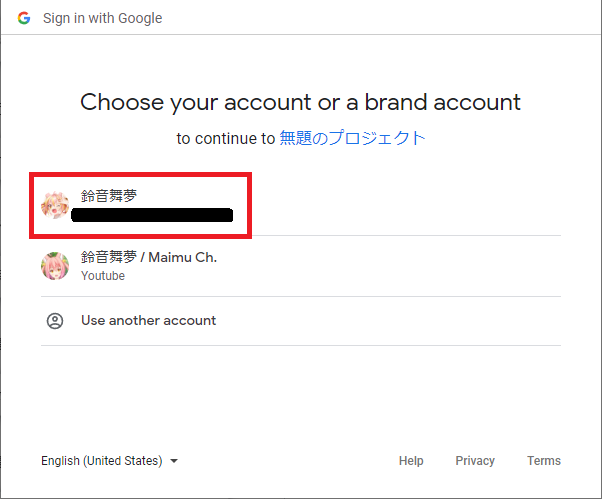 Sign in with Google
Choose your account or a brand account
to continue to 無題のプロジェクト
鈴音舞夢
鈴音舞夢 / Maimu Ch.
Youtube
Use another account
English (United States)
Help Privacy Terms